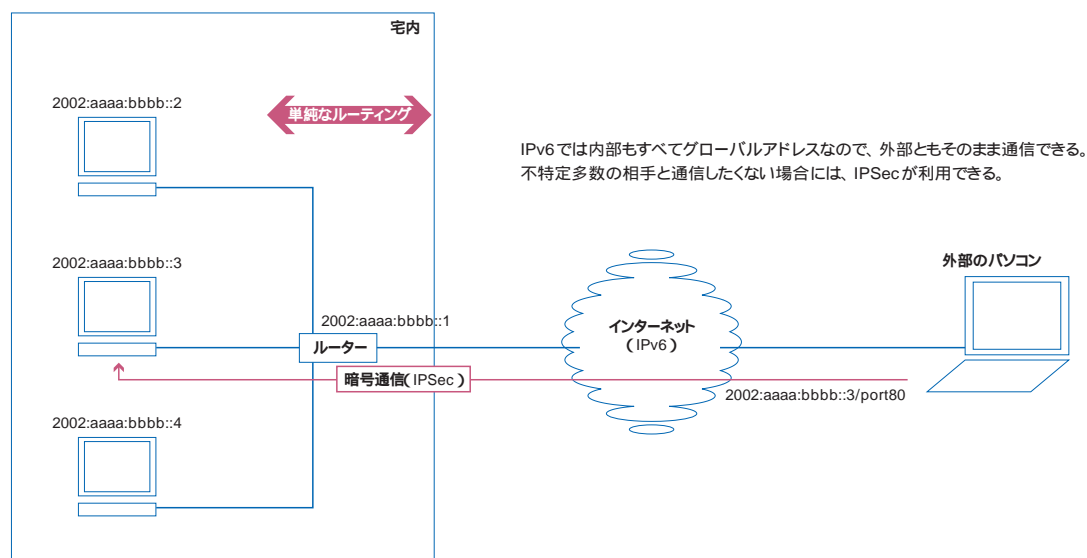 宅内
2002:aaaa:bbbb::2
単純なルーティング
IPv6では内部もすべてグローバルアドレスなので、外部ともそのまま通信できる。
不特定多数の相手と通信したくない場合には、IPSecが利用できる。
2002:aaaa:bbbb::3
外部のパソコン
2002:aaaa:bbbb::1
ルーター
インターネット
(IPv6)
暗号通信(IPSec)
2002:aaaa:bbbb::3/port80
2002:aaaa:bbbb::4